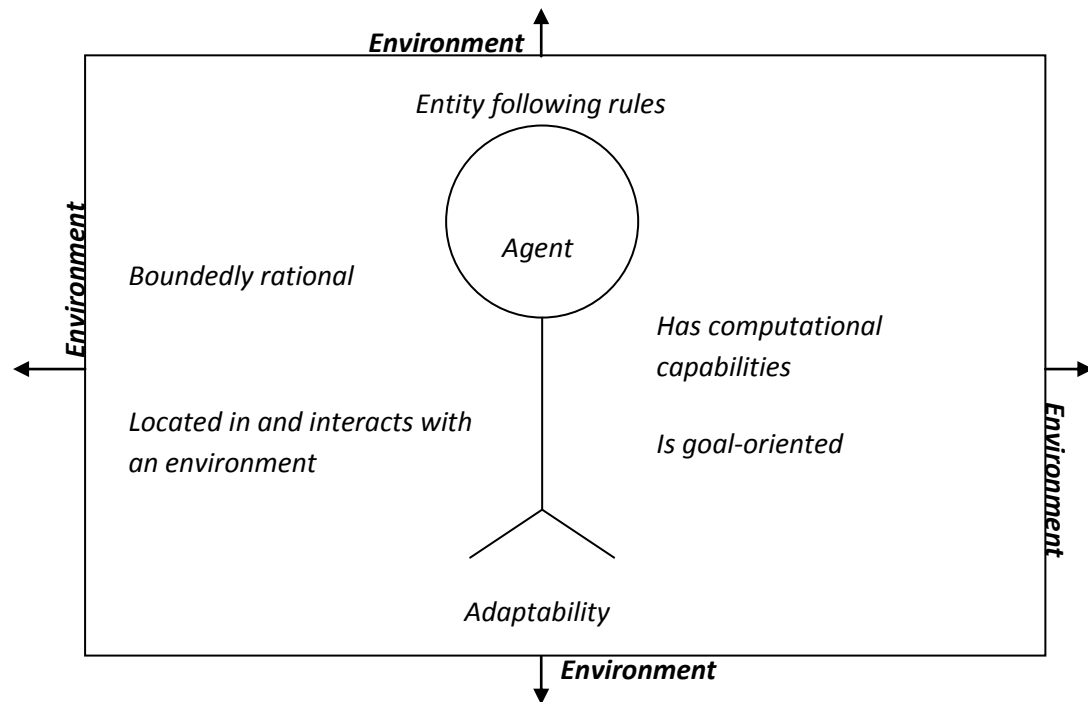 Environment
Entity following rules
Environment
Agent
Boundedly rational
Has computational
capabilities
Located in and interacts with
an environment
Is goal-oriented
Environment
Adaptability
Environment